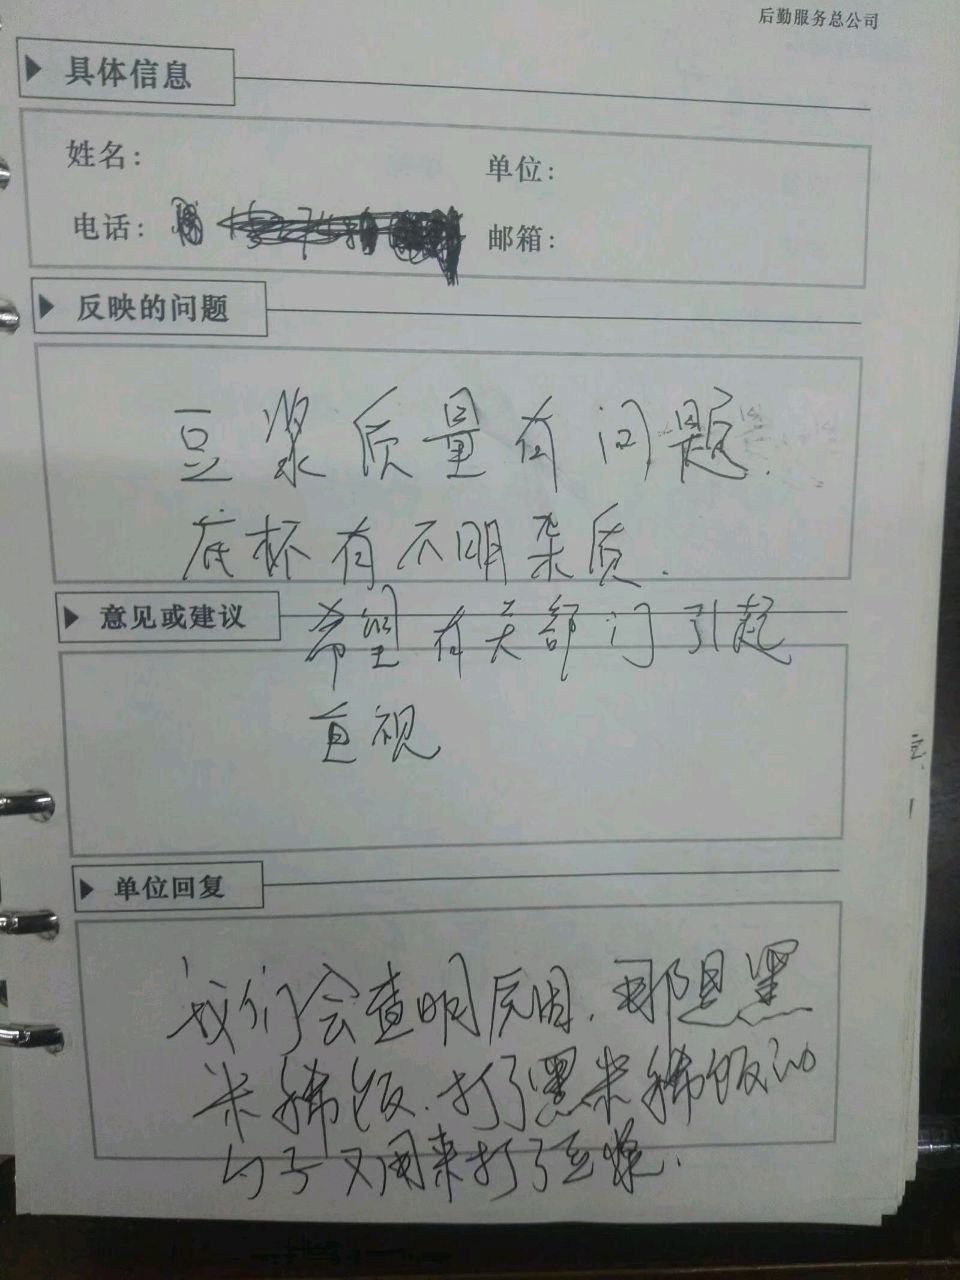 后勤服务总公司
具体信息
姓名:
单位:
电话:
邮箱:
反映的问题
豆浆质量有问题.
底杯有不明杂质.
意见或建议
希望有关部门引起
重视
单位回复
我们会查明原因.那是黑
米稀饭.打了黑米稀饭的
勺子又用来打了豆浆.